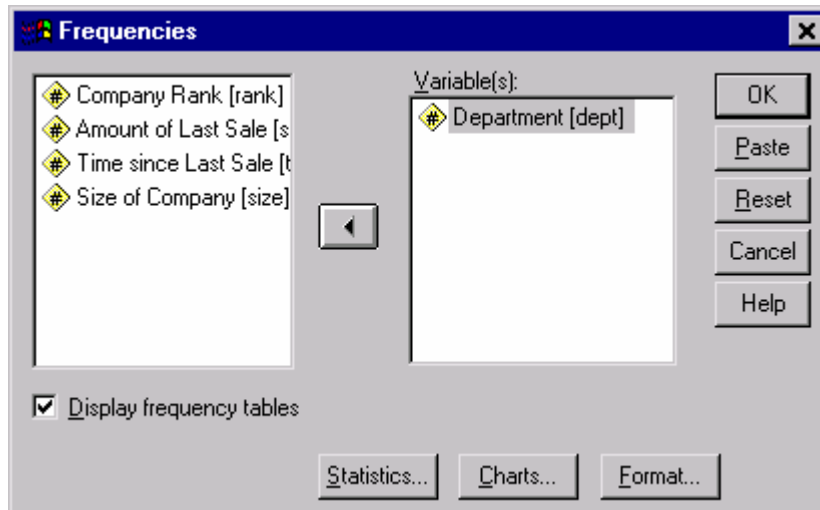 Frequencies
Company Rank [rank]
Amount of Last Sale [s
Time since Last Sale [t
Size of Company [size]
Variable(s):
Department [dept]
OK
Paste
Reset
Cancel
Help
Display frequency tables
Statistics...
Charts...
Format...